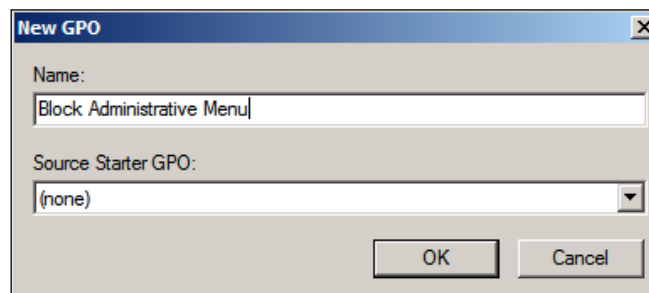 New GPO
Name:
Block Administrative Menu
Source Starter GPO:
(none)
OK
Cancel